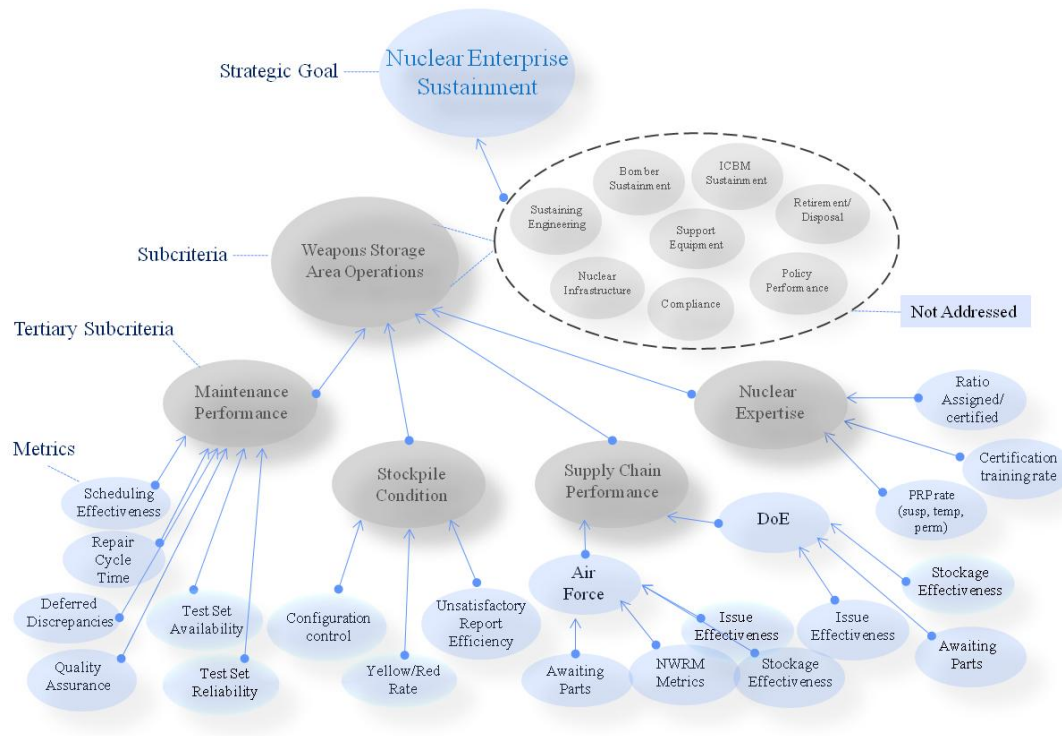 Nuclear Enterprise
Sustainment
Strategic Goal
Bomber
Sustainment
ICBM
Sustainment
Sustaining
Engineering
Support
Equipment
Retirement/
Disposal
Nuclear
Infrastructure
Compliance
Policy
Performance
Not Addressed
Subcriteria
Weapons Storage
Area Operations
Tertiary Subcriteria
Maintenance
Performance
Stockpile
Condition
Supply Chain
Performance
Nuclear
Expertise
Ratio
Assigned/
certified
Certification
training rate
PRP rate
(susp, temp,
perm)
Metrics
Scheduling
Effectiveness
Repair
Cycle
Time
Deferred
Discrepancies
Quality
Assurance
Test Set
Availability
Test Set
Reliability
Configuration
control
Yellow/Red
Rate
Unsatisfactory
Report
Efficiency
Air
Force
DoE
Awaiting
Parts
NWRM
Metrics
Issue
Effectiveness
Stockage
Effectiveness
Issue
Effectiveness
Awaiting
Parts
Stockage
Effectiveness